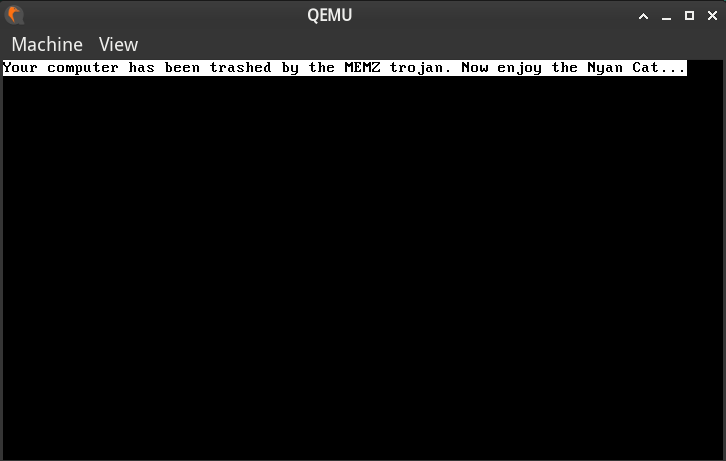 QEMU
Machine View
Your computer has been trashed by the MEMZ trojan. Now enjoy the Nyan Cat...